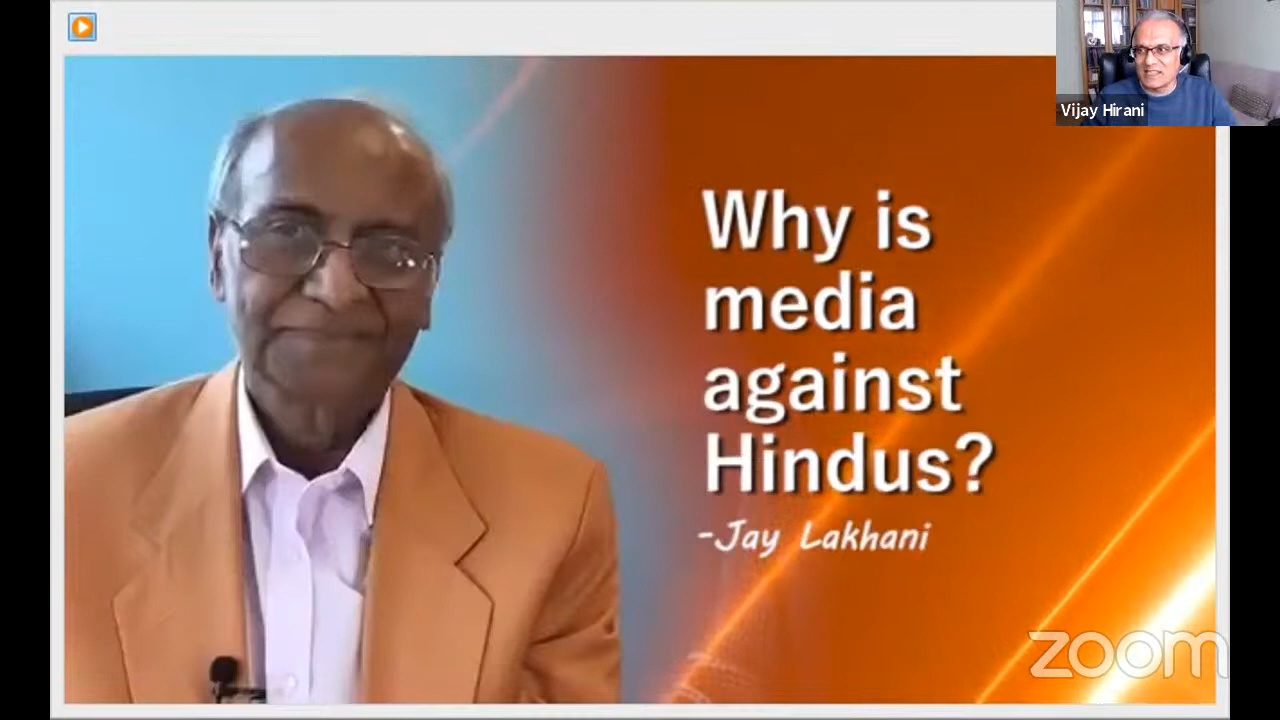 Vijay Hirani
Why is
media
against
Hindus?
-Jay Lakhani
zoom